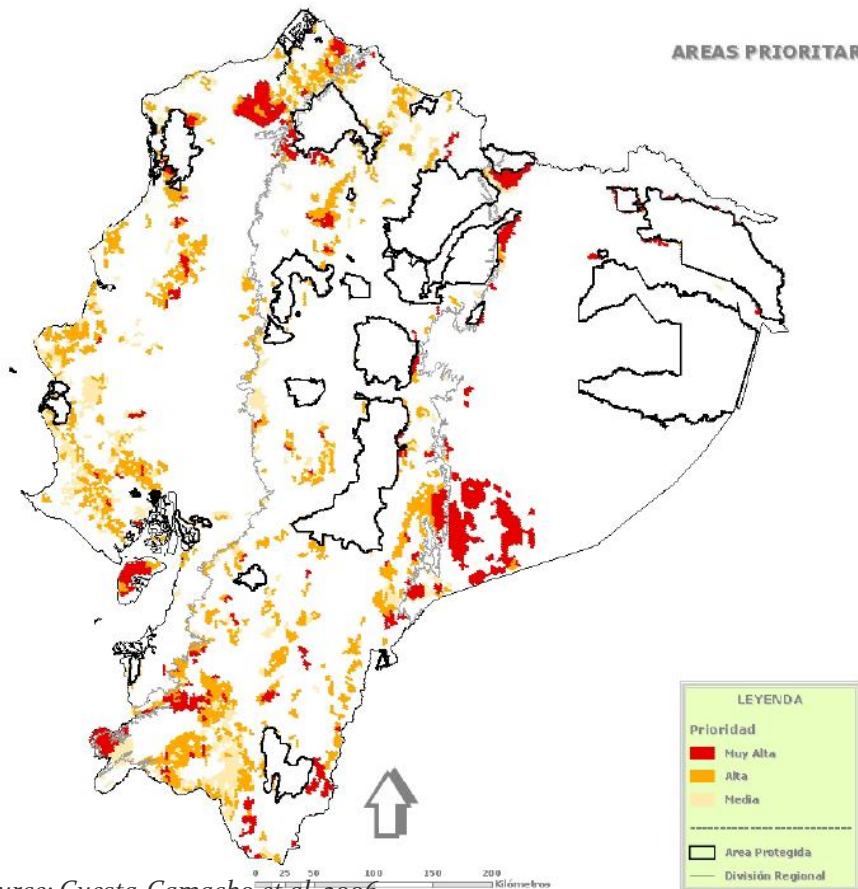 AREAS PRIORITAR
LEYENDA
Prioridad
Muy Alta
Alta
Media
Area Protegida
División Regional
0 25 50 100 150 200
Kilómetros
urce: Cuesta-Camacho et al. 2006